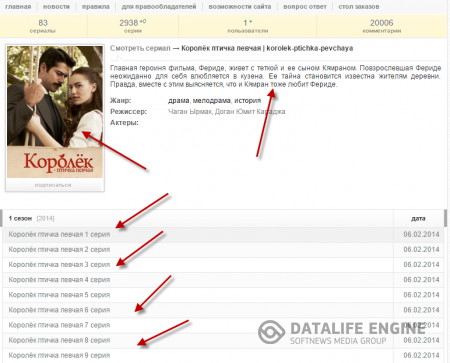 главная новости правила для правообладателей возможности сайта вопрос ответ стол заказов
83 2938 +0 1 + 20006
сериалы серии пользователи комментарии
Смотреть сериал → Королёк птичка певчая | korolek-ptichka-pevchaya
Главная героиня фильма, Фериде, живет с теткой и ее сыном Кямраном. Повзрослевшая Фериде
неожиданно для себя влюбляется в кузена. Ее тайна становится известна жителям деревни.
Правда, вместе с этим выясняется, что и Кямран тоже любит Фериде.
Жанр: драма, мелодрама, история
Режиссер: Чаган Ырмак, Доган Юмит Караджа
Актеры:
Королёк
птичка певчая
подписаться
1 сезон [2014] дата
Королёк птичка певчая 1 серия 06.02.2014
Королёк птичка певчая 2 серия 06.02.2014
Королёк птичка певчая 3 серия 06.02.2014
Королёк птичка певчая 4 серия 06.02.2014
Королёк птичка певчая 5 серия 06.02.2014
Королёк птичка певчая 6 серия 06.02.2014
Королёк птичка певчая 7 серия 06.02.2014
Королёк птичка певчая 8 серия 06.02.2014
Королёк птичка певчая 9 серия 06.02.2014
DATALIFE ENGINE
SOFTNEWS MEDIA GROUP